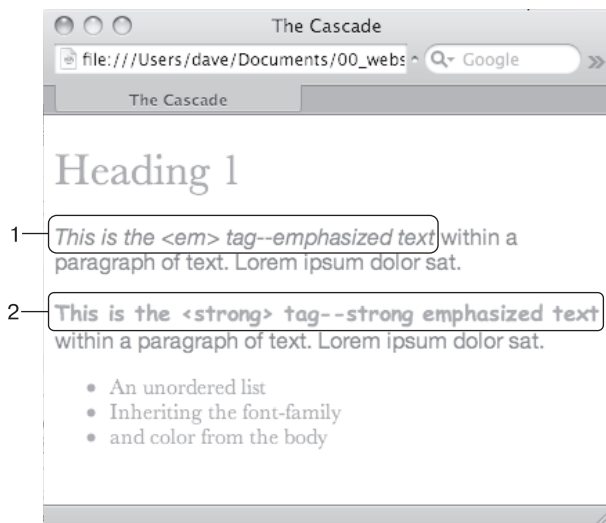 The Cascade
file:///Users/dave/Documents/00_webs Google
The Cascade
Heading 1
1 This is the <em> tag--emphasized text within a
paragraph of text. Lorem ipsum dolor sat.
2 This is the <strong> tag--strong emphasized text
within a paragraph of text. Lorem ipsum dolor sat.
• An unordered list
• Inheriting the font-family
• and color from the body